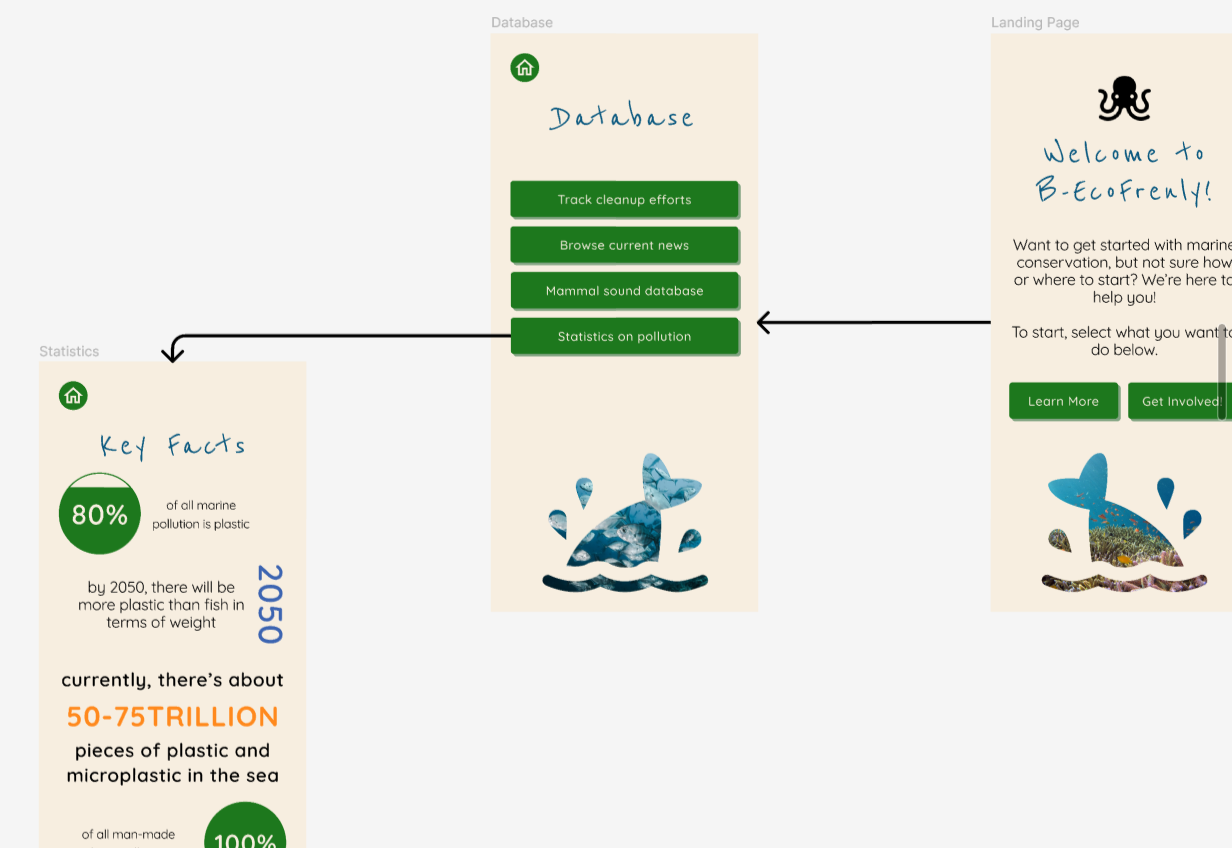 Database
Database
Track cleanup efforts
Browse current news
Mammal sound database
Statistics on pollution
Landing Page
Welcome to
B-EcoFrenly!
Want to get started with marine
conservation, but not sure how
or where to start? We're here to
help you!
To start, select what you want to
do below.
Learn More
Get Involved!
Statistics
Key Facts
80%
of all marine
pollution is plastic
by 2050, there will be
more plastic than fish in
terms of weight
2050
currently, there's about
50-75TRILLION
pieces of plastic and
microplastic in the sea
of all man-made
100%